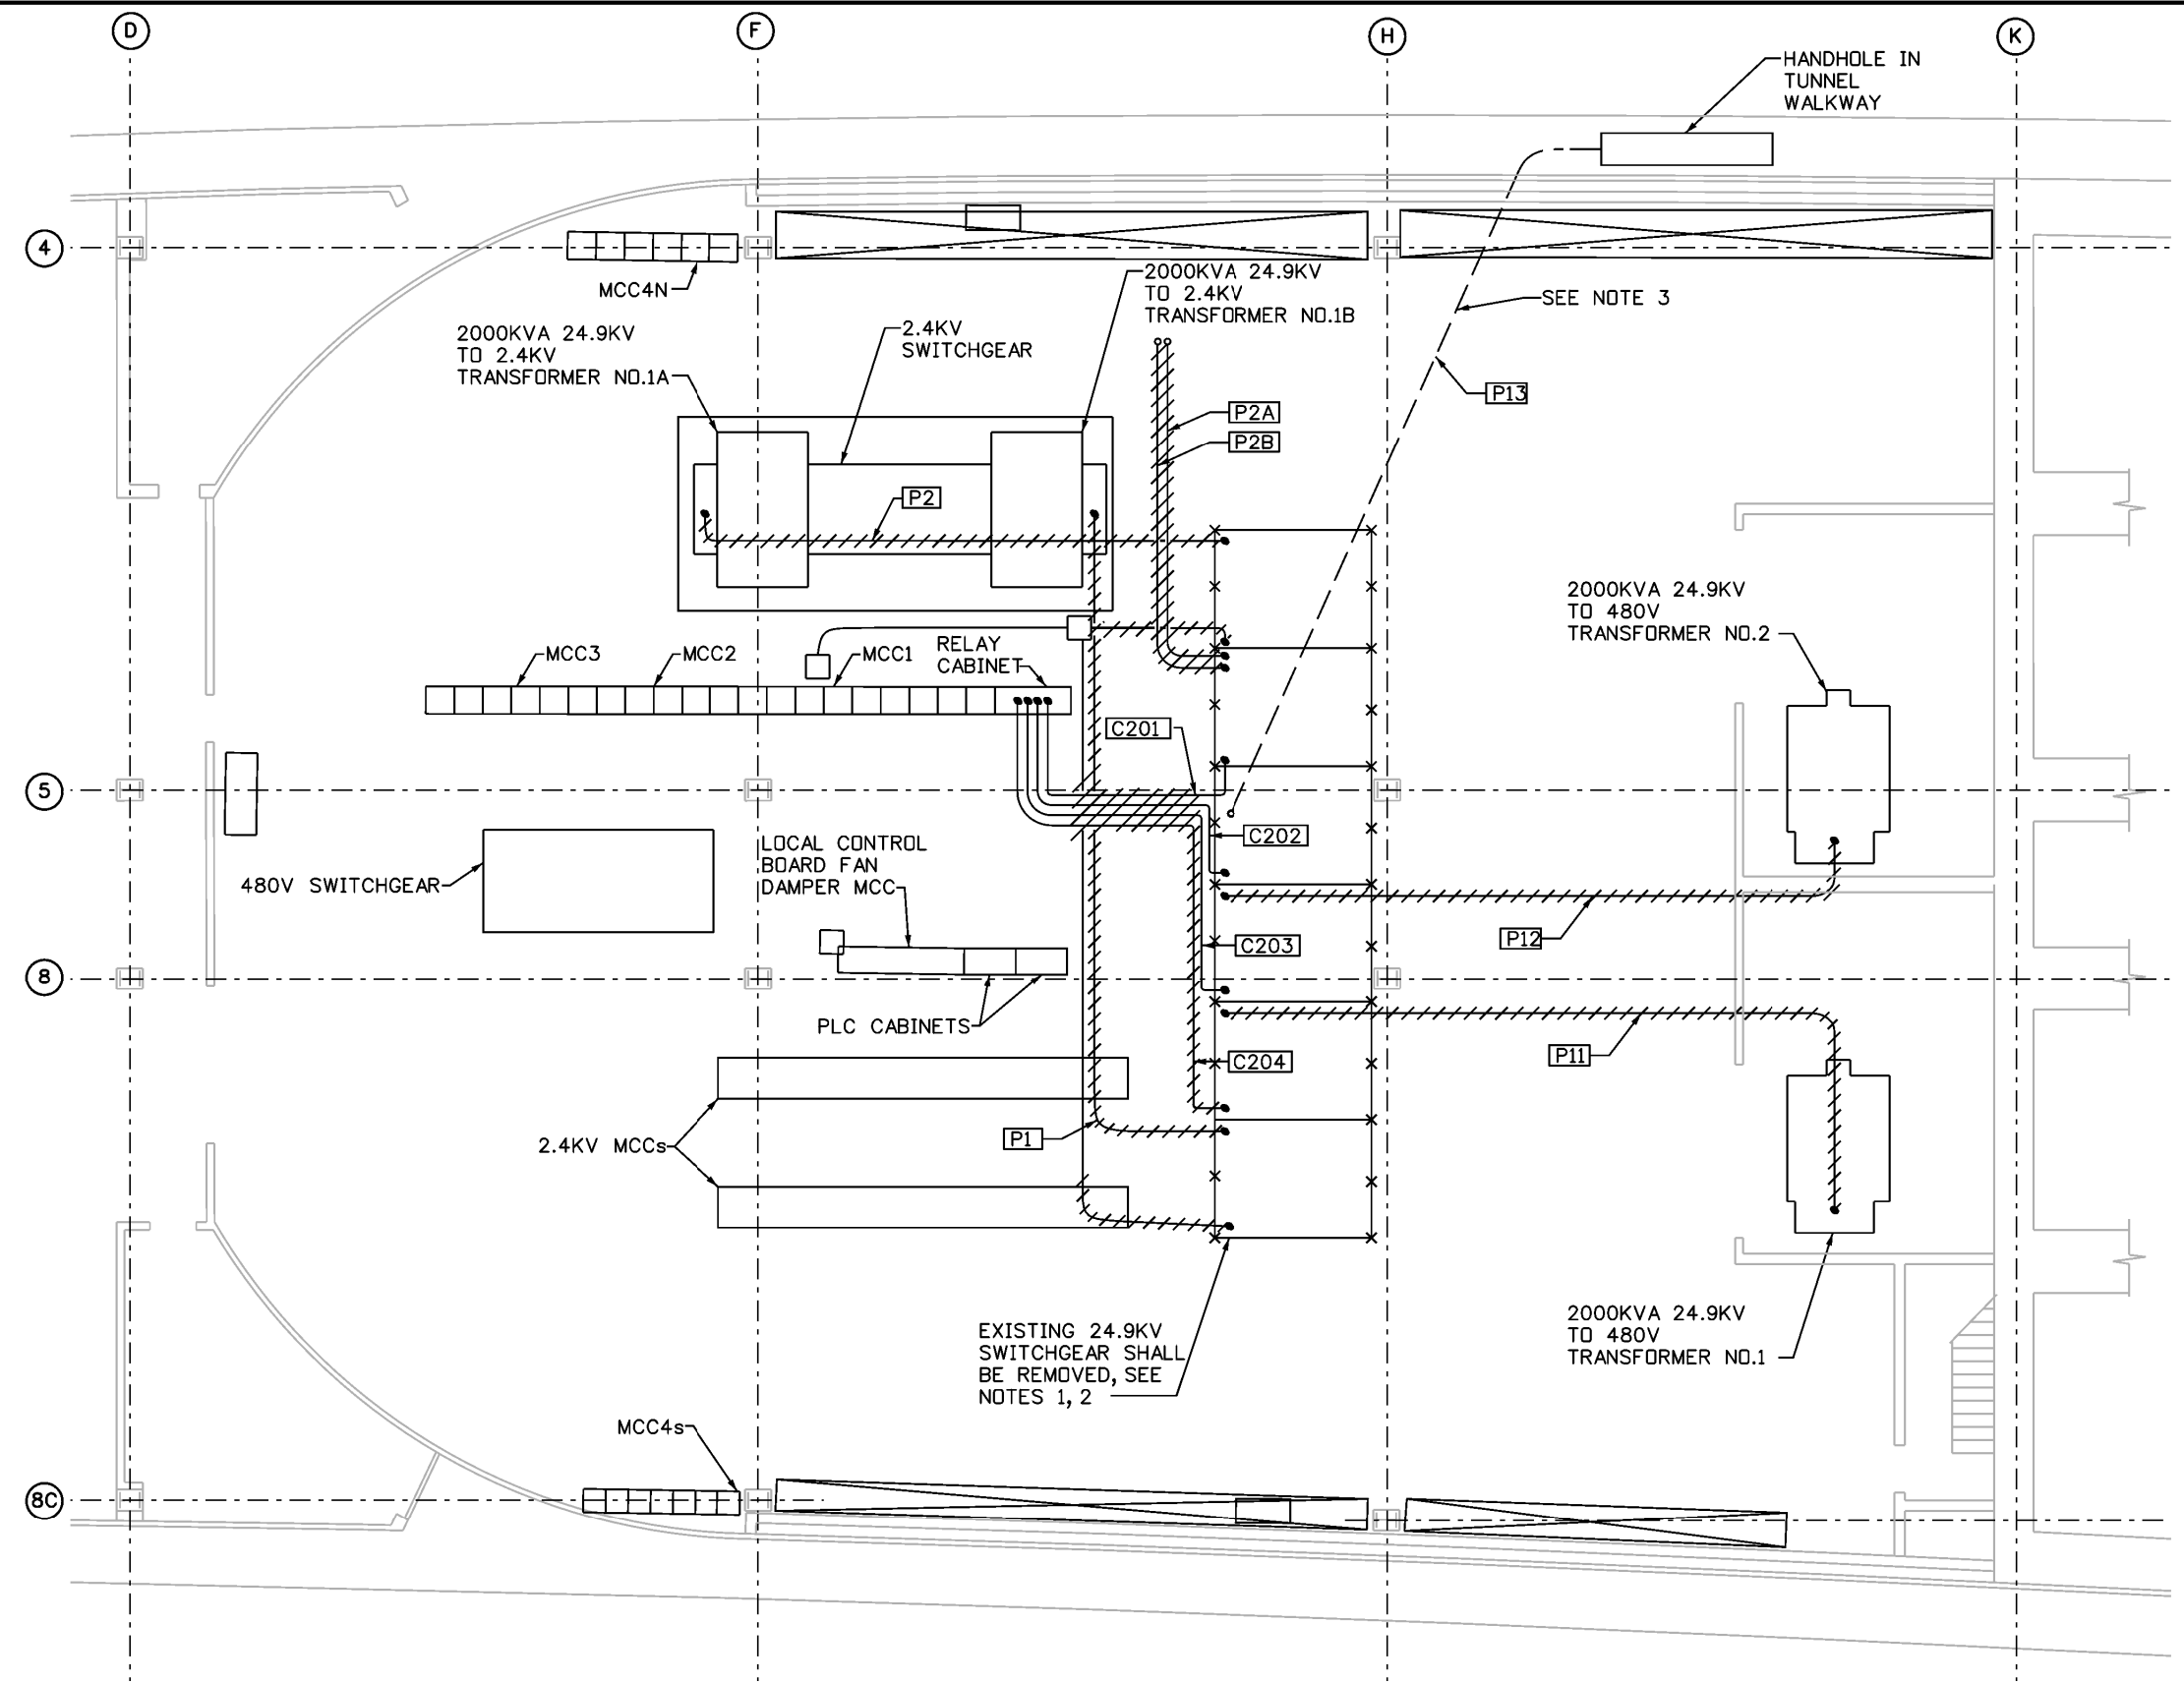 D
F
H
K
HANDHOLE IN
TUNNEL
WALKWAY
4
MCC4N
2000KVA 24.9KV
TO 2.4KV
TRANSFORMER NO.1B
SEE NOTE 3
2000KVA 24.9KV
TO 2.4KV
TRANSFORMER NO.1A
2.4KV
SWITCHGEAR
P13
P2A
P2B
P2
2000KVA 24.9KV
TO 480V
TRANSFORMER NO.2
MCC3
MCC2
MCC1
RELAY
CABINET
C201
5
C202
LOCAL CONTROL
BOARD FAN
DAMPER MCC
480V SWITCHGEAR
C203
P12
8
PLC CABINETS
P11
C204
P1
2.4KV MCCs
EXISTING 24.9KV
SWITCHGEAR SHALL
BE REMOVED, SEE
NOTES 1, 2
2000KVA 24.9KV
TO 480V
TRANSFORMER NO.1
MCC4s
8C